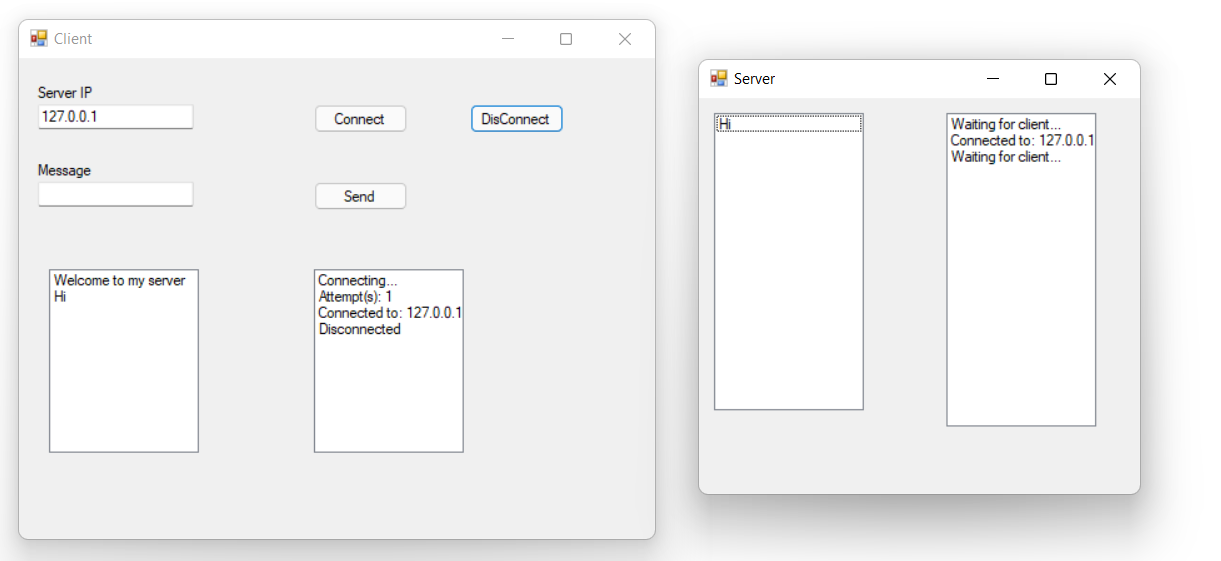 Client
Server IP
127.0.0.1
Connect
DisConnect
Message
Send
Welcome to my server
Hi
Connecting...
Attempt(s): 1
Connected to: 127.0.0.1
Disconnected
Server
Hi
Waiting for client...
Connected to: 127.0.0.1
Waiting for client...